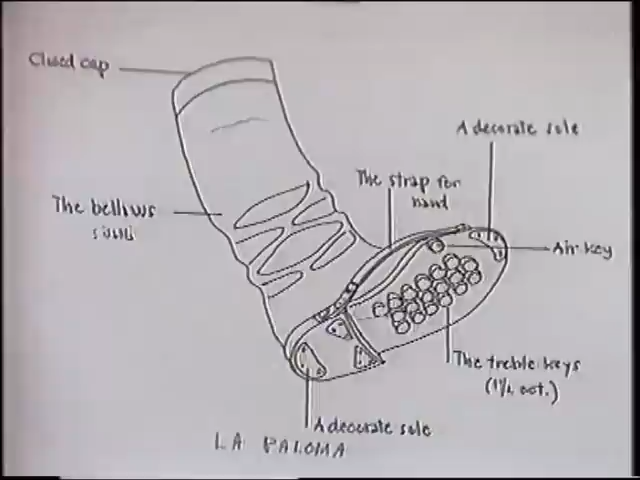 Closed cap
A decorate sole
The strap for
hand
The bellows
Air key
The treble keys
(1½ oct.)
A decorate sole
LA PALOMA